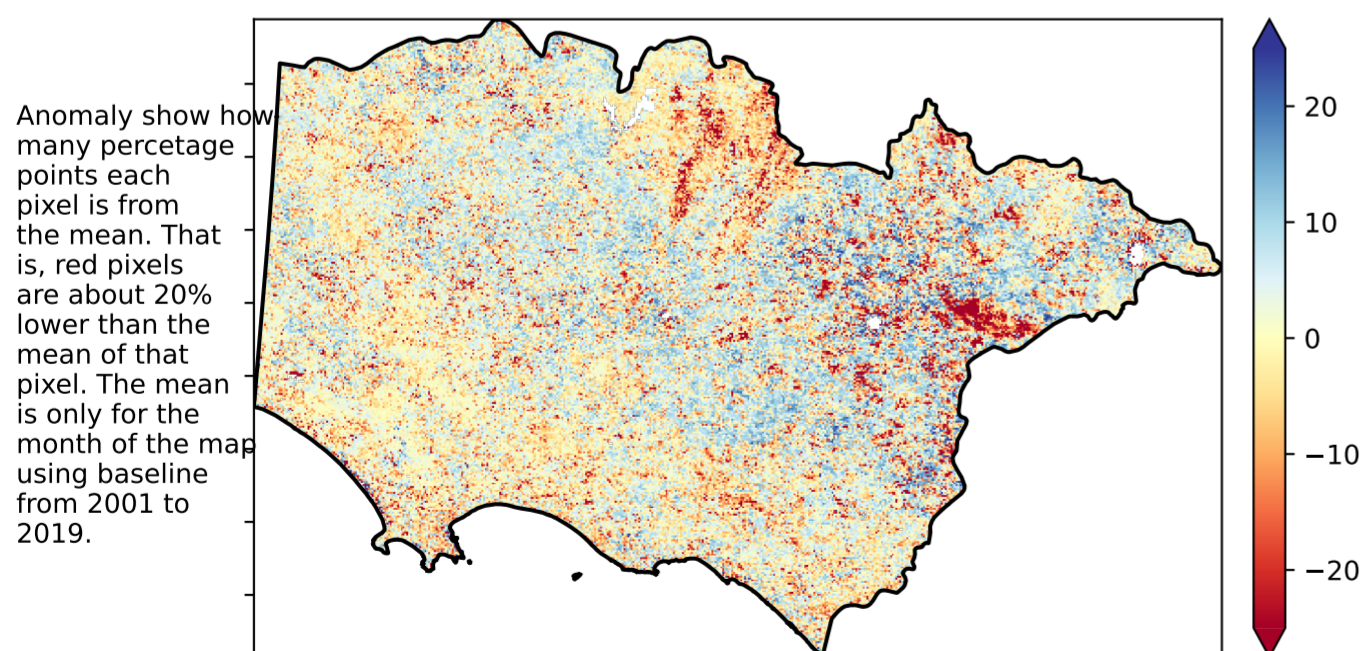 Anomaly show how
many percetage
points each
pixel is from
the mean. That
is, red pixels
are about 20%
lower than the
mean of that
pixel. The mean
is only for the
month of the map
using baseline
from 2001 to
2019.
20
10
0
−10
−20